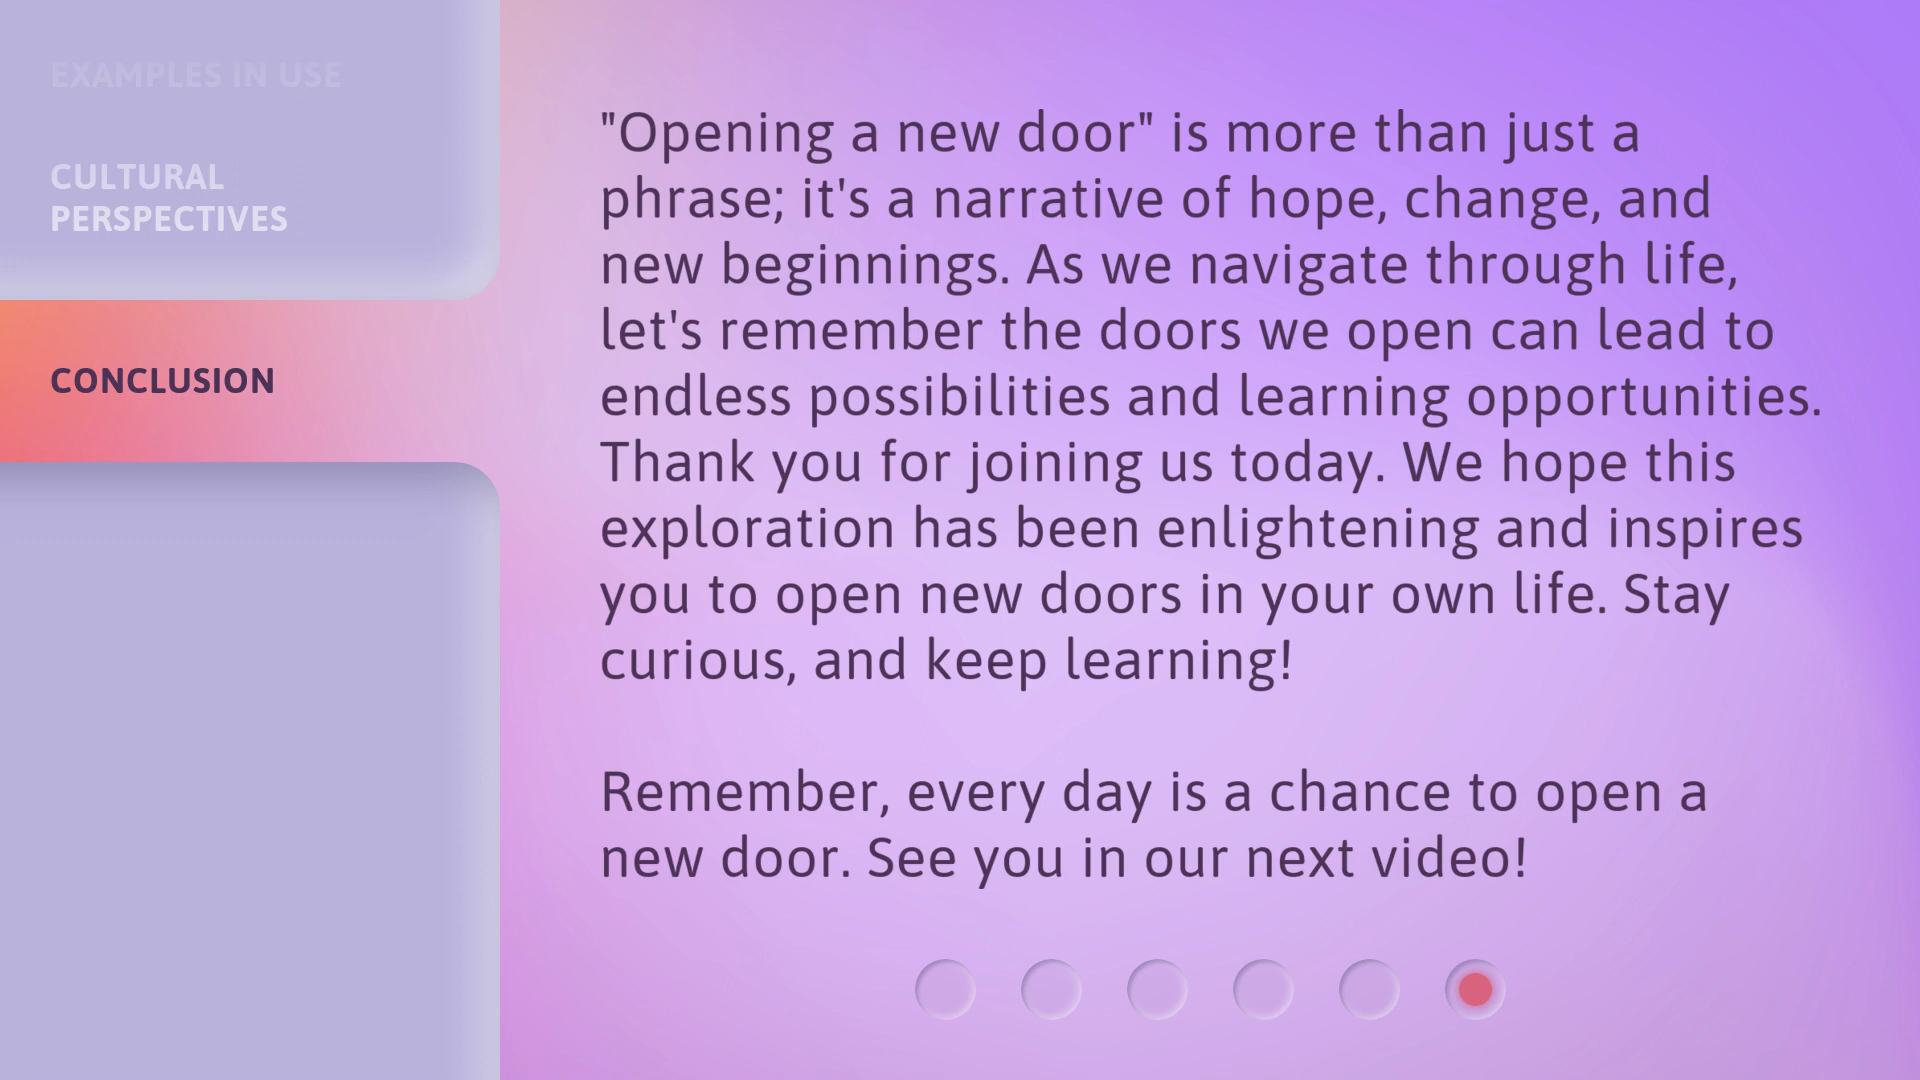 EXAMPLES IN USE
CULTURAL
PERSPECTIVES
CONCLUSION
"Opening a new door" is more than just a
phrase; it's a narrative of hope, change, and
new beginnings. As we navigate through life,
let's remember the doors we open can lead to
endless possibilities and learning opportunities.
Thank you for joining us today. We hope this
exploration has been enlightening and inspires
you to open new doors in your own life. Stay
curious, and keep learning!
Remember, every day is a chance to open a
new door. See you in our next video!